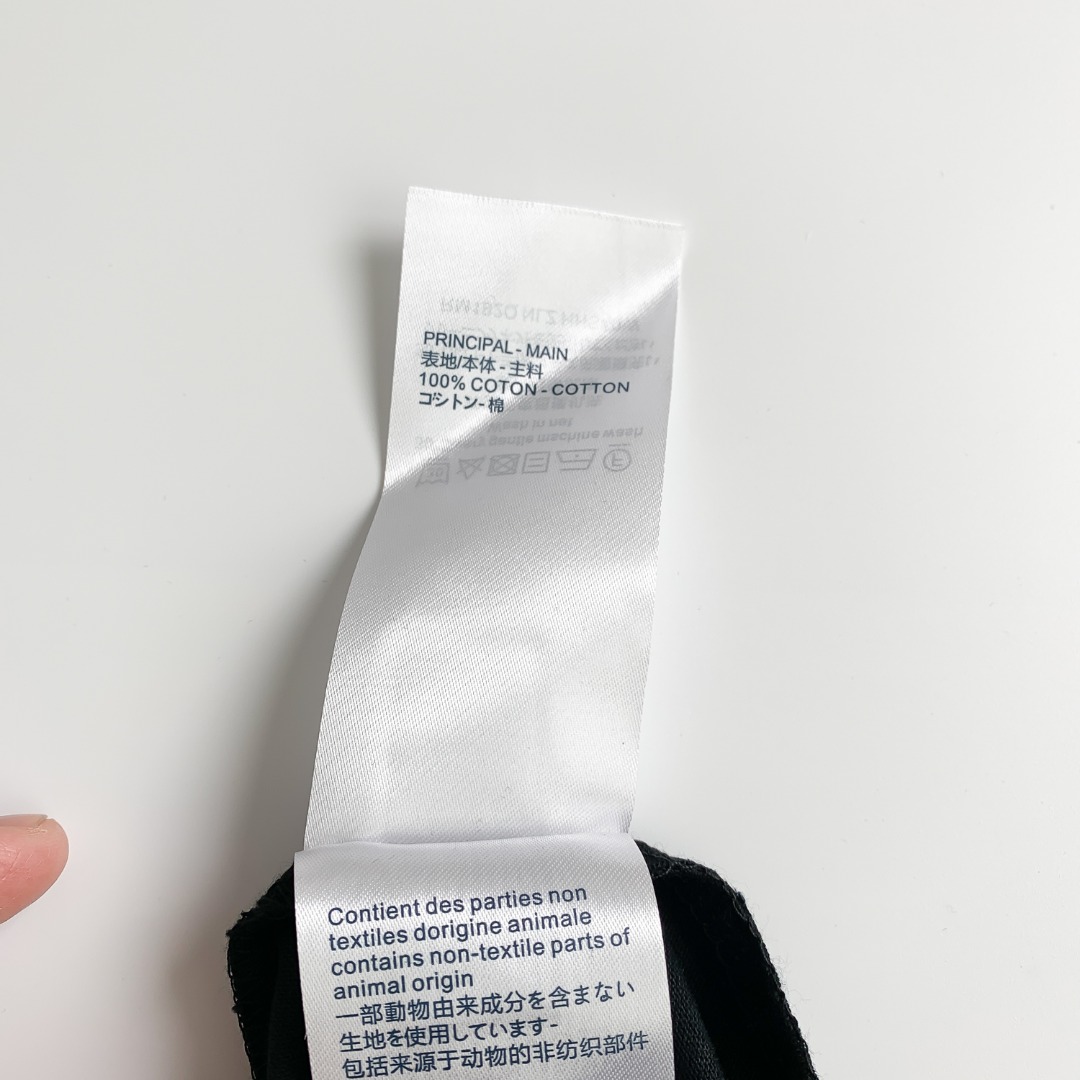 PRINCIPAL - MAIN
表地/本体 - 主料
100% COTON - COTTON
コシトン - 棉
Contient des parties non
textiles dorigine animale
contains non-textile parts of
animal origin
一部動物由来成分を含まない
生地を使用しています-
包括来源于动物的非纺织部件